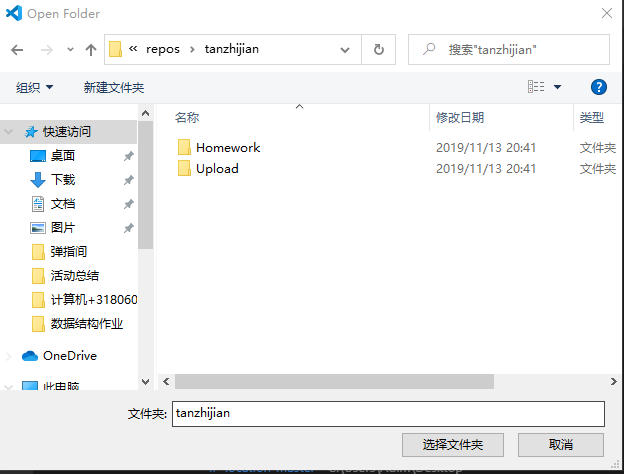 Open Folder
« repos › tanzhijian
搜索"tanzhijian"
组织 新建文件夹
名称 修改日期 类型
快速访问
桌面
下载
文档
图片
弹指间
活动总结
计算机+318060
数据结构作业
OneDrive
此电脑
Homework 2019/11/13 20:41 文件夹
Upload 2019/11/13 20:41 文件夹
文件夹: tanzhijian
选择文件夹 取消